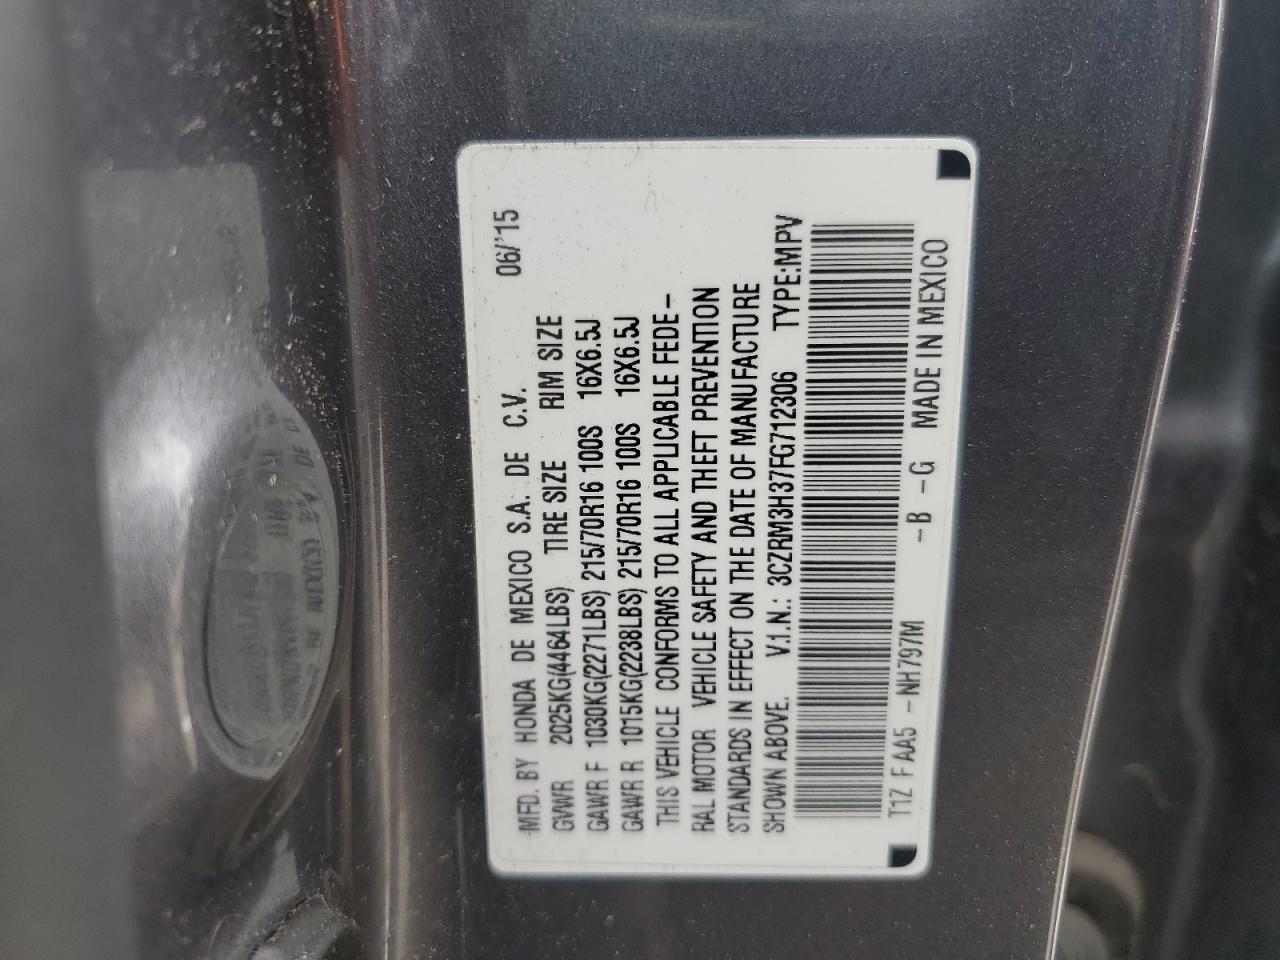 MFD. BY HONDA DE MEXICO S.A. DE C.V. 06/'15
GVWR 2025KG(4464LBS) TIRE SIZE RIM SIZE
GAWR F 1030KG(2271LBS) 215/70R16 100S 16X6.5J
GAWR R 1015KG(2238LBS) 215/70R16 100S 16X6.5J
THIS VEHICLE CONFORMS TO ALL APPLICABLE FEDE-
RAL MOTOR VEHICLE SAFETY AND THEFT PREVENTION
STANDARDS IN EFFECT ON THE DATE OF MANUFACTURE
SHOWN ABOVE. V.I.N.: 3CZRM3H37FG712306 TYPE:MPV
T1Z F AA5 -NH797M -B -G MADE IN MEXICO